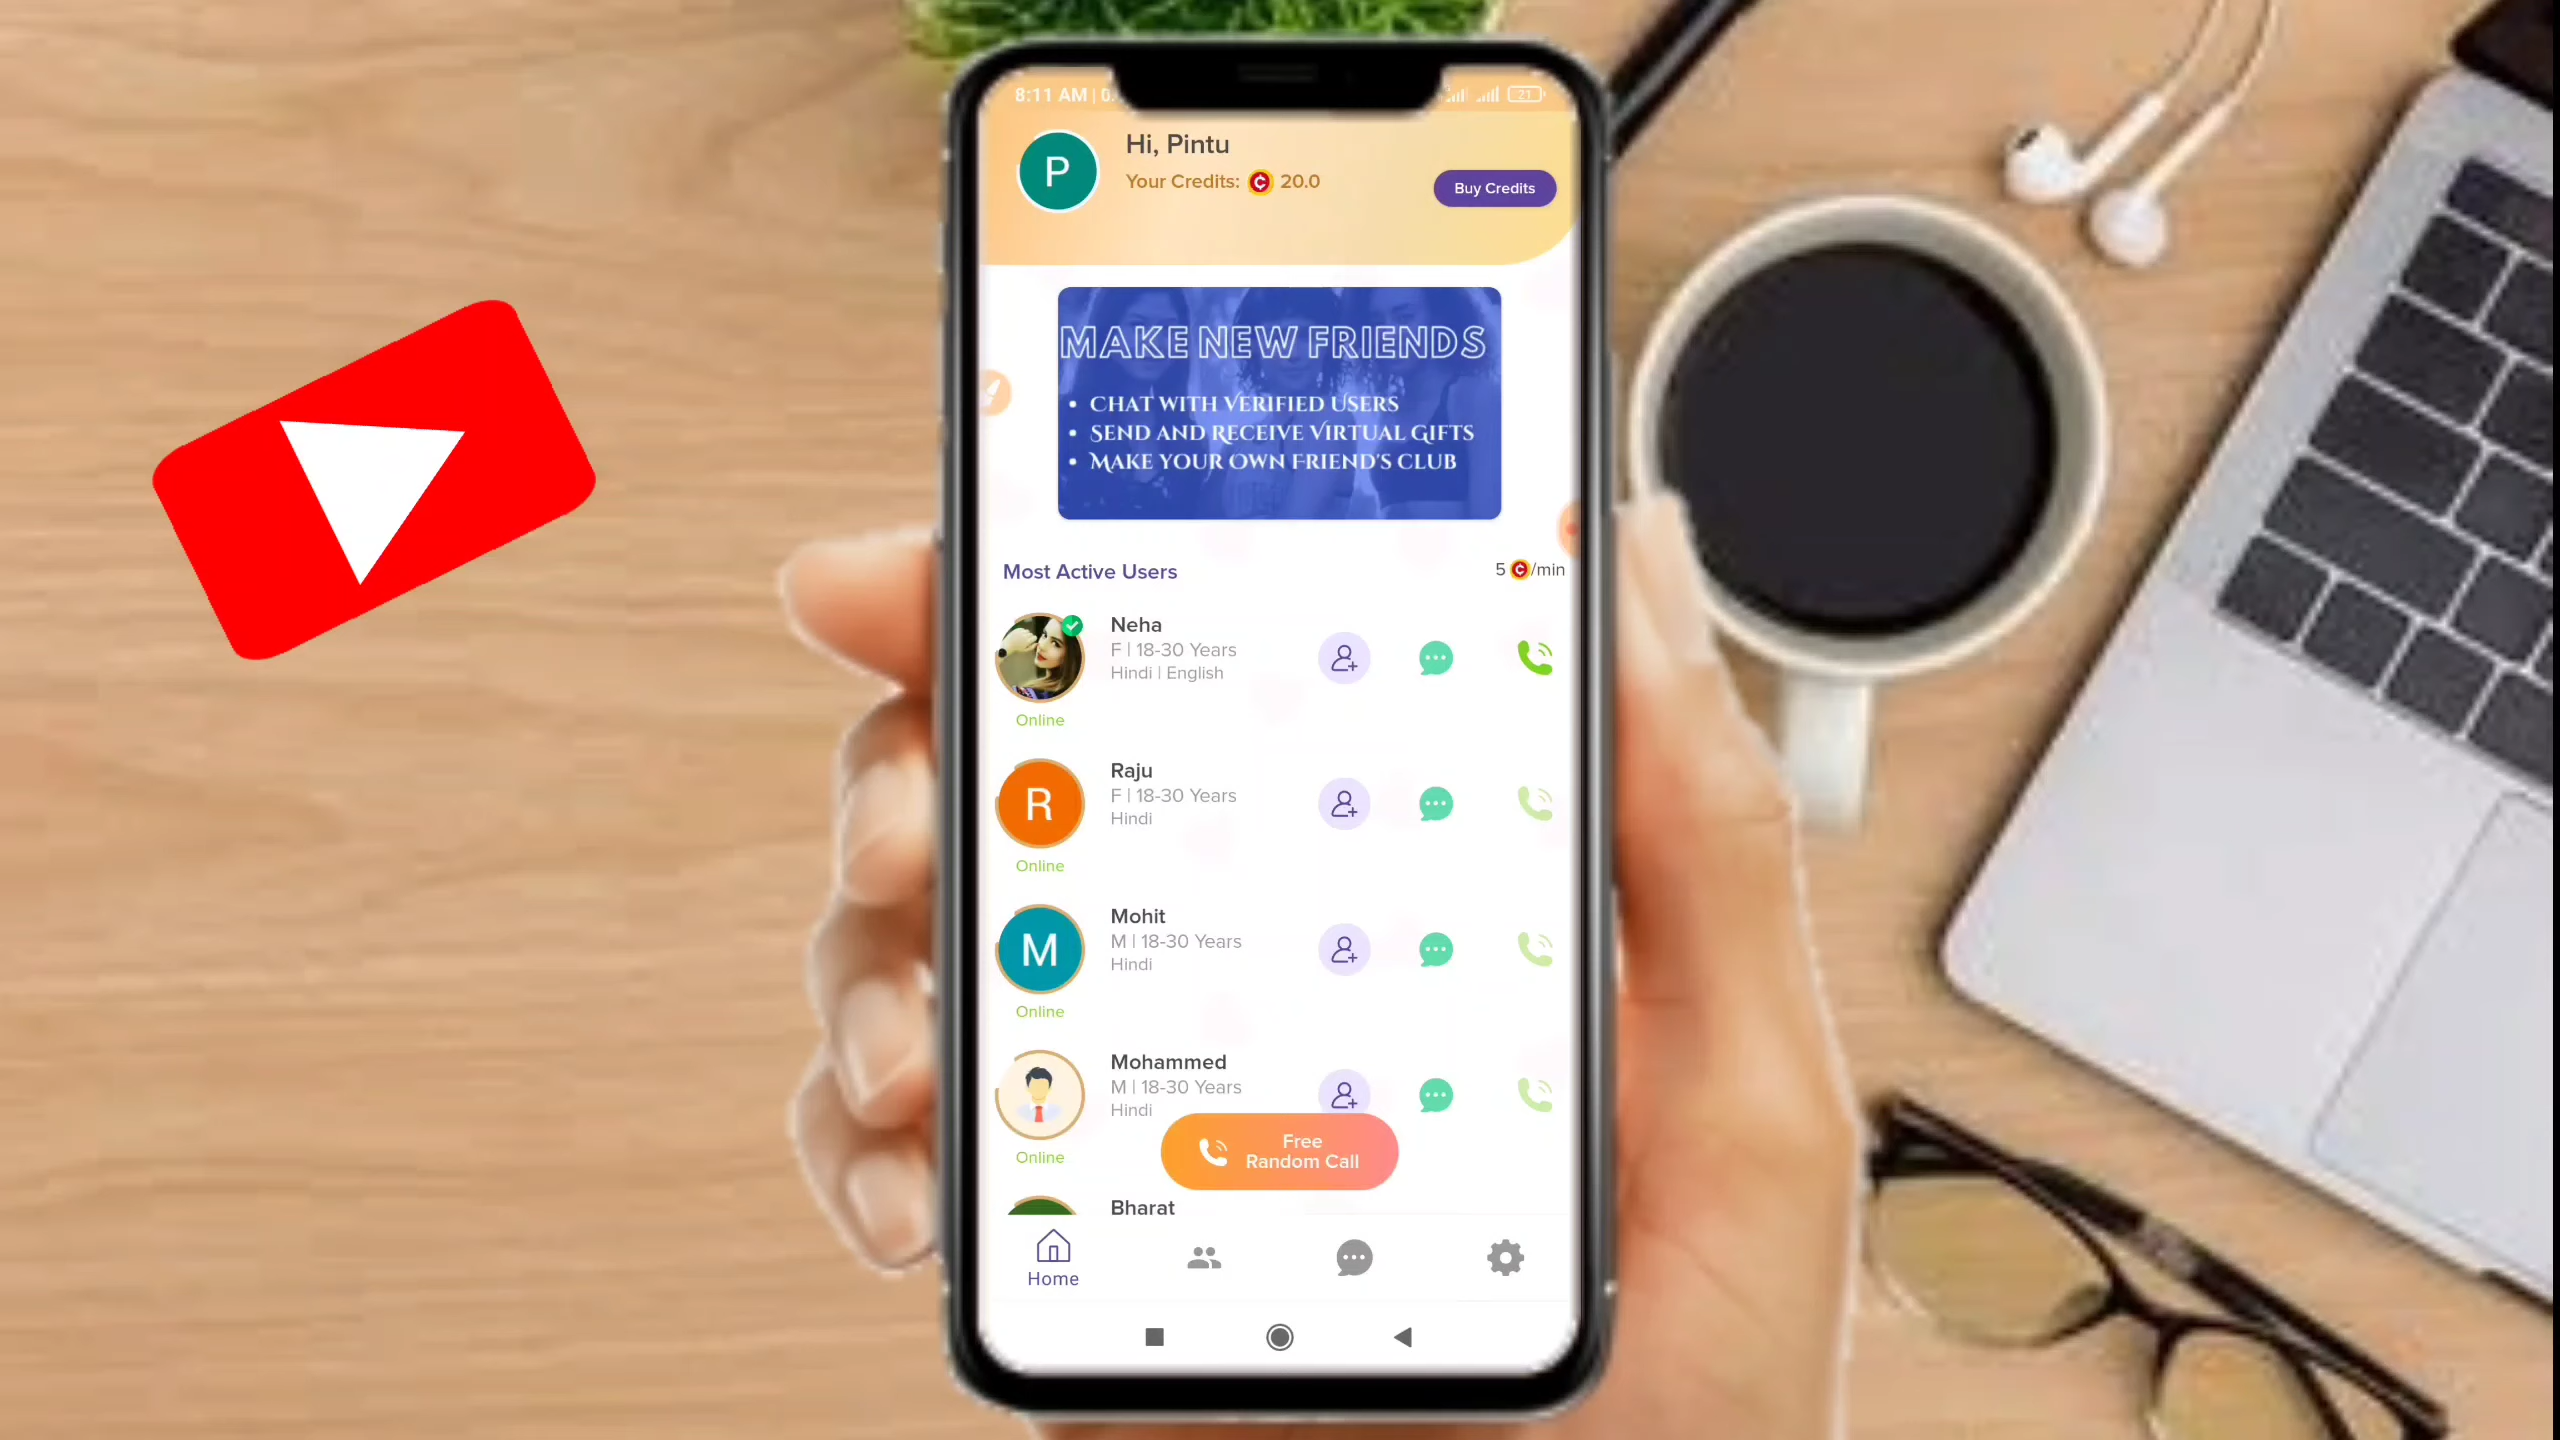 8:11 AM | 0.
21
P
Hi, Pintu
Your Credits: 20.0
Buy Credits
MAKE NEW FRIENDS
• CHAT WITH VERIFIED USERS
• SEND AND RECEIVE VIRTUAL GIFTS
• MAKE YOUR OWN FRIEND'S CLUB
Most Active Users
5 ₵/min
Neha
F | 18-30 Years
Hindi | English
Online
R
Raju
F | 18-30 Years
Hindi
Online
M
Mohit
M | 18-30 Years
Hindi
Online
Mohammed
M | 18-30 Years
Hindi
Online
Free
Random Call
Bharat
Home